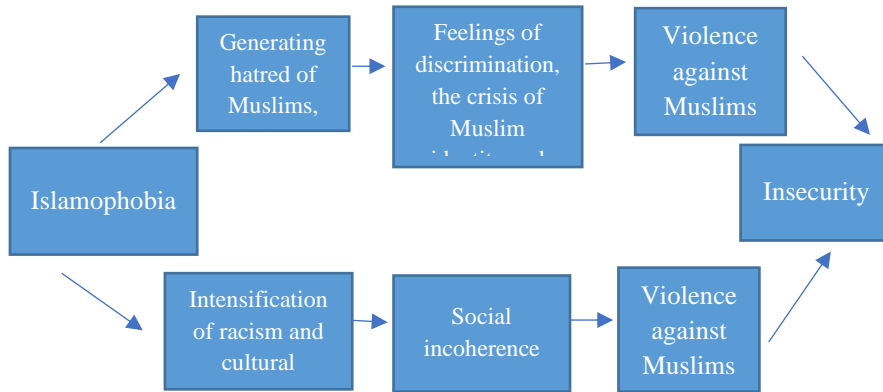 Generating
hatred of
Muslims,
Feelings of
discrimination,
the crisis of
Muslim
Violence
against
Muslims
Islamophobia
Insecurity
Intensification
of racism and
cultural
Social
incoherence
Violence
against
Muslims